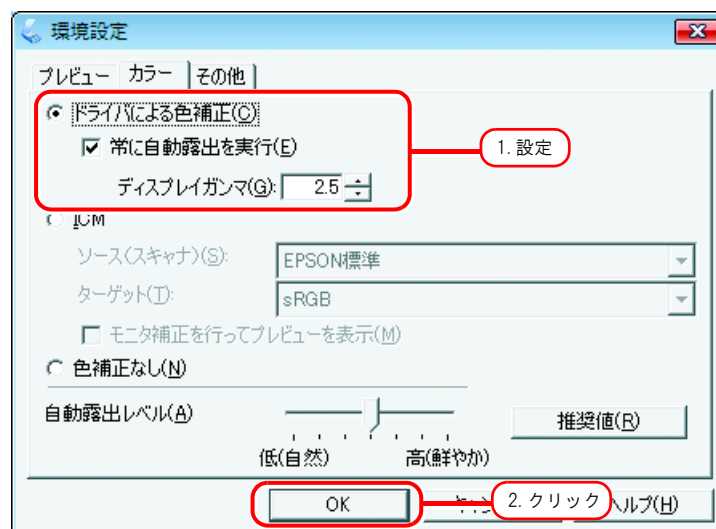 環境設定
プレビュー カラー その他
ドライバによる色補正(C)
常に自動露出を実行(E)
1. 設定
ディスプレイガンマ(G): 2.5
ICM
ソース(スキャナ)(S): EPSON標準
ターゲット(T): sRGB
モニタ補正を行ってプレビューを表示(M)
色補正なし(N)
自動露出レベル(A)
推奨値(R)
低(自然) 高(鮮やか)
OK 2. クリック ヘルプ(H)